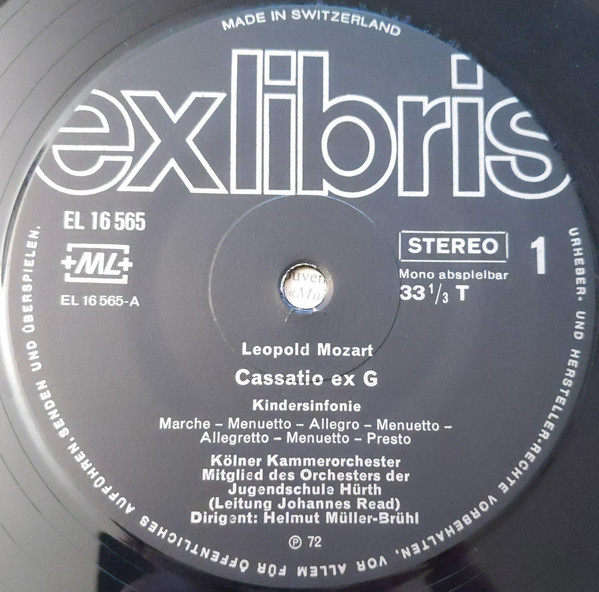 MADE IN SWITZERLAND
exlibris
EL 16 565
+ML+
EL 16 565-A
STEREO
1
Mono abspielbar
33 1/3 T
Leopold Mozart
Cassatio ex G
Kindersinfonie
Marche – Menuetto – Allegro – Menuetto –
Allegretto – Menuetto – Presto
Kölner Kammerorchester
Mitglied des Orchesters der
Jugendschule Hürth
(Leitung Johannes Read)
Dirigent: Helmut Müller-Brühl
Ⓟ 72
URHEBER- UND HERSTELLER-RECHTE VORBEHALTEN, VOR ALLEM FÜR ÖFFENTLICHES AUFFÜHREN, SENDEN UND ÜBERSPIELEN.